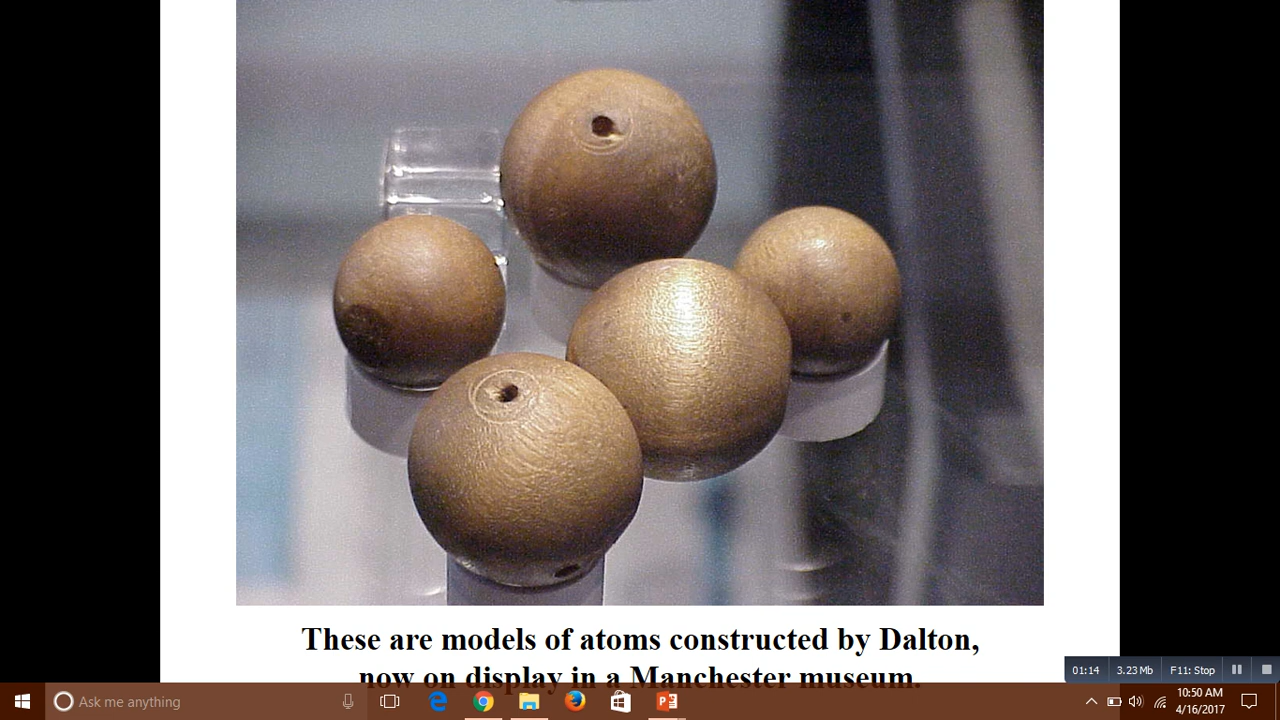 These are models of atoms constructed by Dalton,
now on display in a Manchester museum.
01:14 3.23 Mb F11: Stop
Ask me anything
10:50 AM
4/16/2017